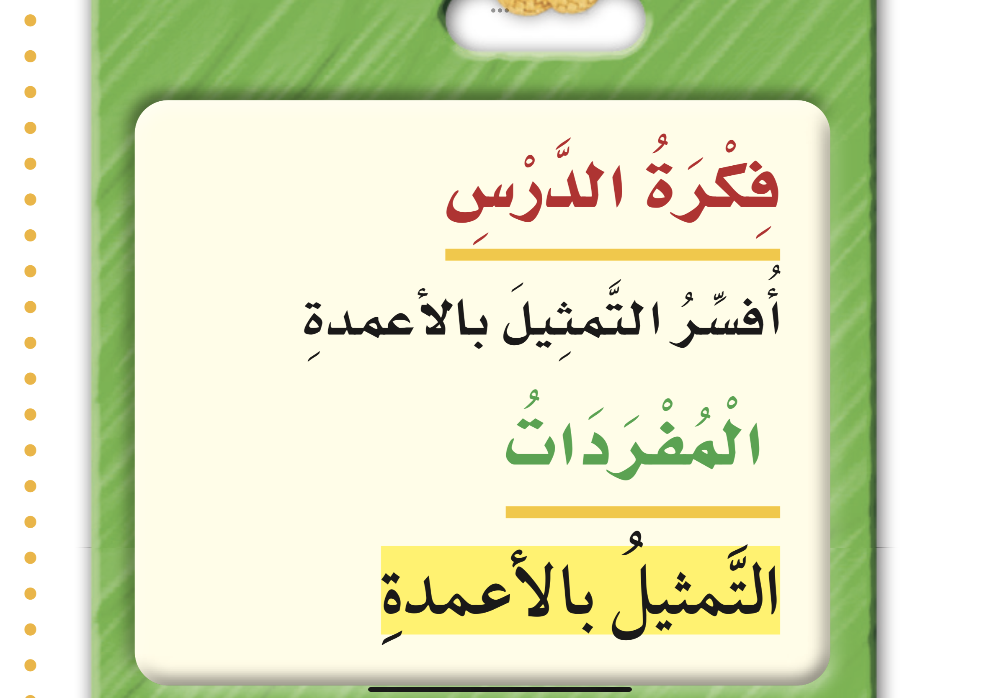 فِكْرَةُ الدَّرْسِ
أُفسِّرُ التَّمثِيلَ بالأعمدةِ
الْمُفْرَدَاتُ
التَّمثيلُ بالأعمدةِ